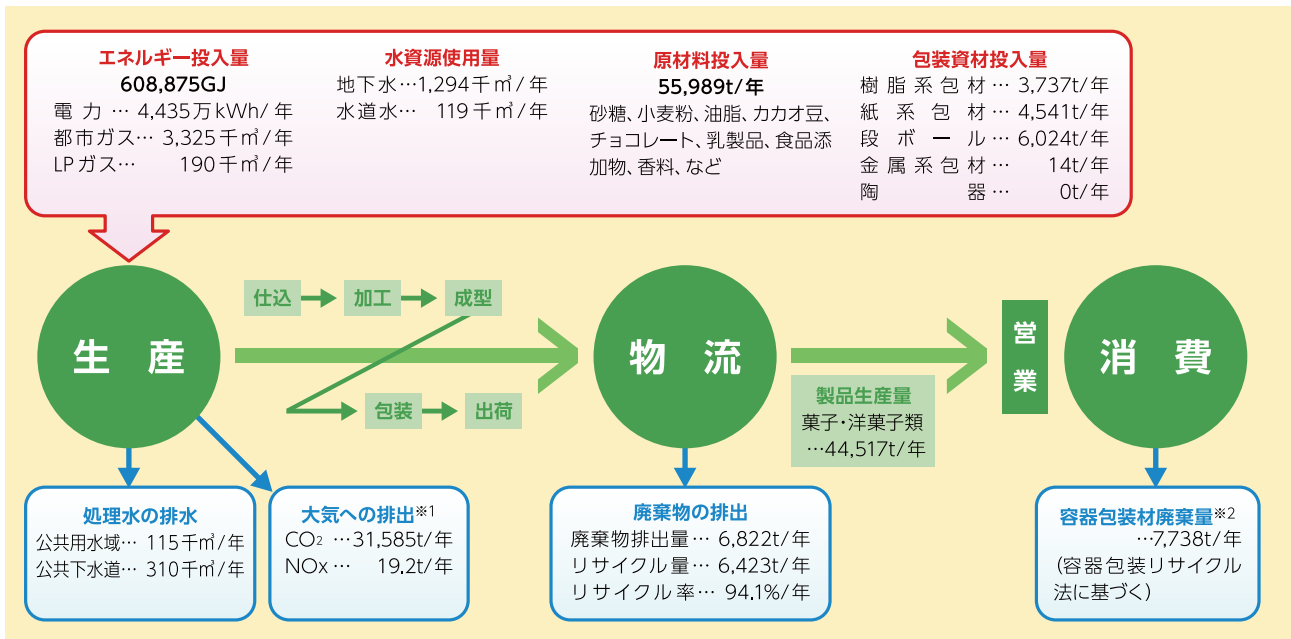 エネルギー投入量
608,875GJ
電力…4,435万kWh/年
都市ガス…3,325千㎥/年
LPガス…190千㎥/年
水資源使用量
地下水…1,294千㎥/年
水道水…119千㎥/年
原材料投入量
55,989t/年
砂糖、小麦粉、油脂、カカオ豆、
チョコレート、乳製品、食品添
加物、香料、など
包装資材投入量
樹脂系包材…3,737t/年
紙系包材…4,541t/年
段ボール…6,024t/年
金属系包材…14t/年
陶器…0t/年
生産
仕込
加工
成型
包装
出荷
物流
製品生産量
菓子・洋菓子類
…44,517t/年
営業
消費
処理水の排水
公共用水域…115千㎥/年
公共下水道…310千㎥/年
大気への排出※1
CO2…31,585t/年
NOx…19.2t/年
廃棄物の排出
廃棄物排出量…6,822t/年
リサイクル量…6,423t/年
リサイクル率…94.1%/年
容器包装材廃棄量※2
…7,738t/年
(容器包装リサイクル
法に基づく)